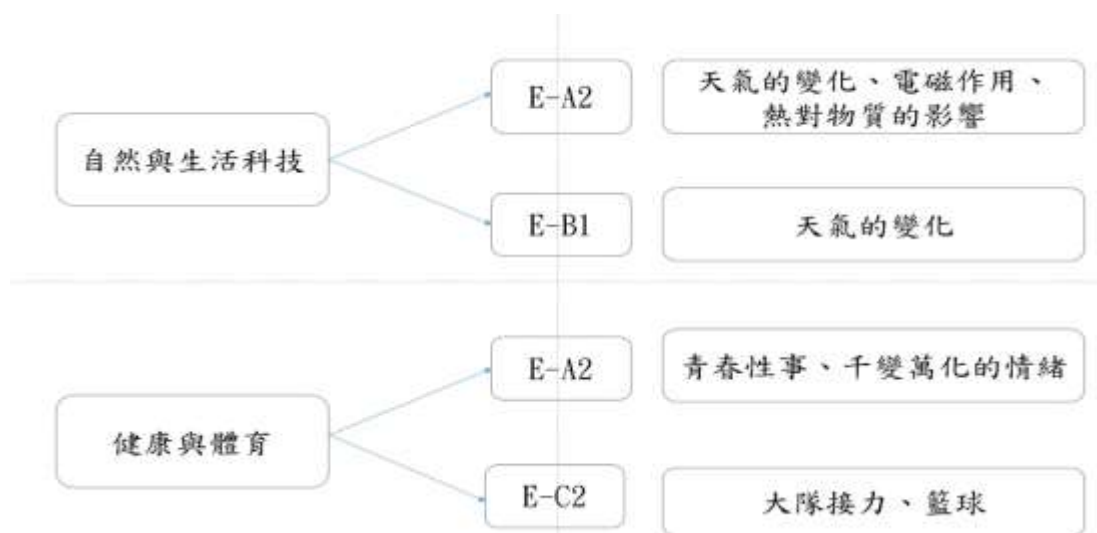 自然與生活科技
E-A2
天氣的變化、電磁作用、
熱對物質的影響
E-B1
天氣的變化
健康與體育
E-A2
青春性事、千變萬化的情緒
E-C2
大隊接力、籃球